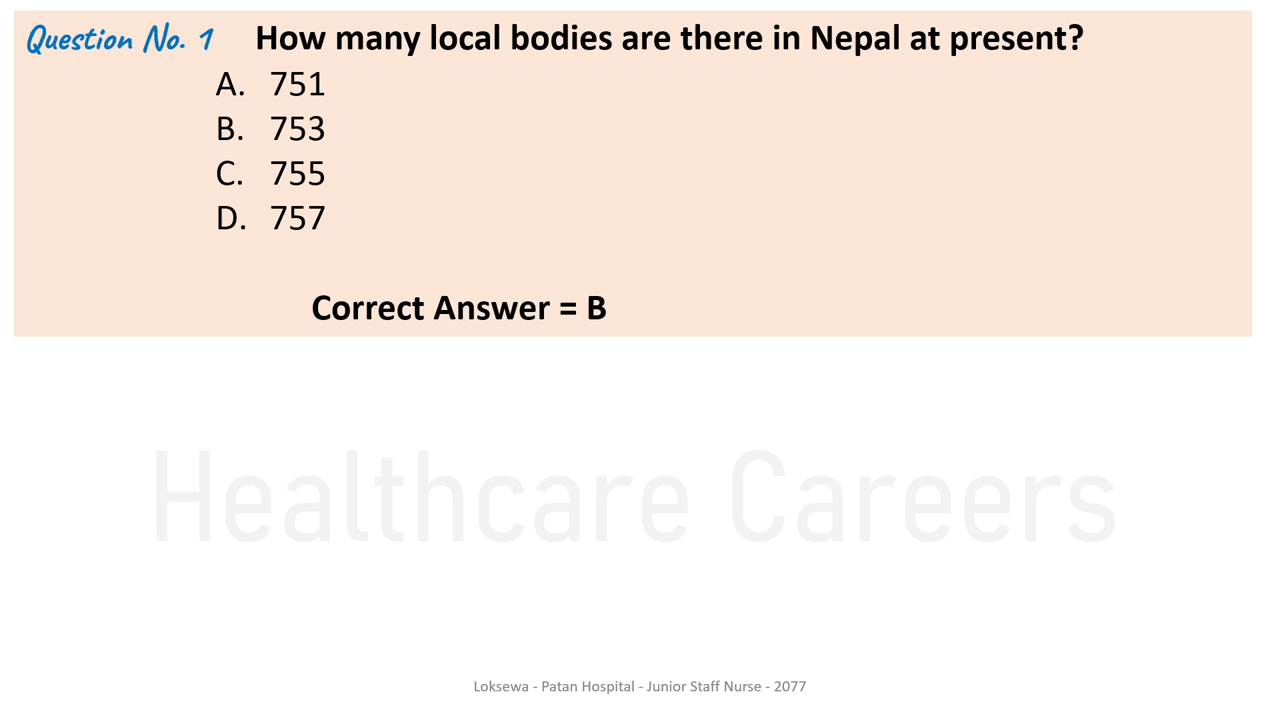 Question No. 1 How many local bodies are there in Nepal at present?
A. 751
B. 753
C. 755
D. 757
Correct Answer = B
Healthcare Careers
Loksewa - Patan Hospital - Junior Staff Nurse - 2077